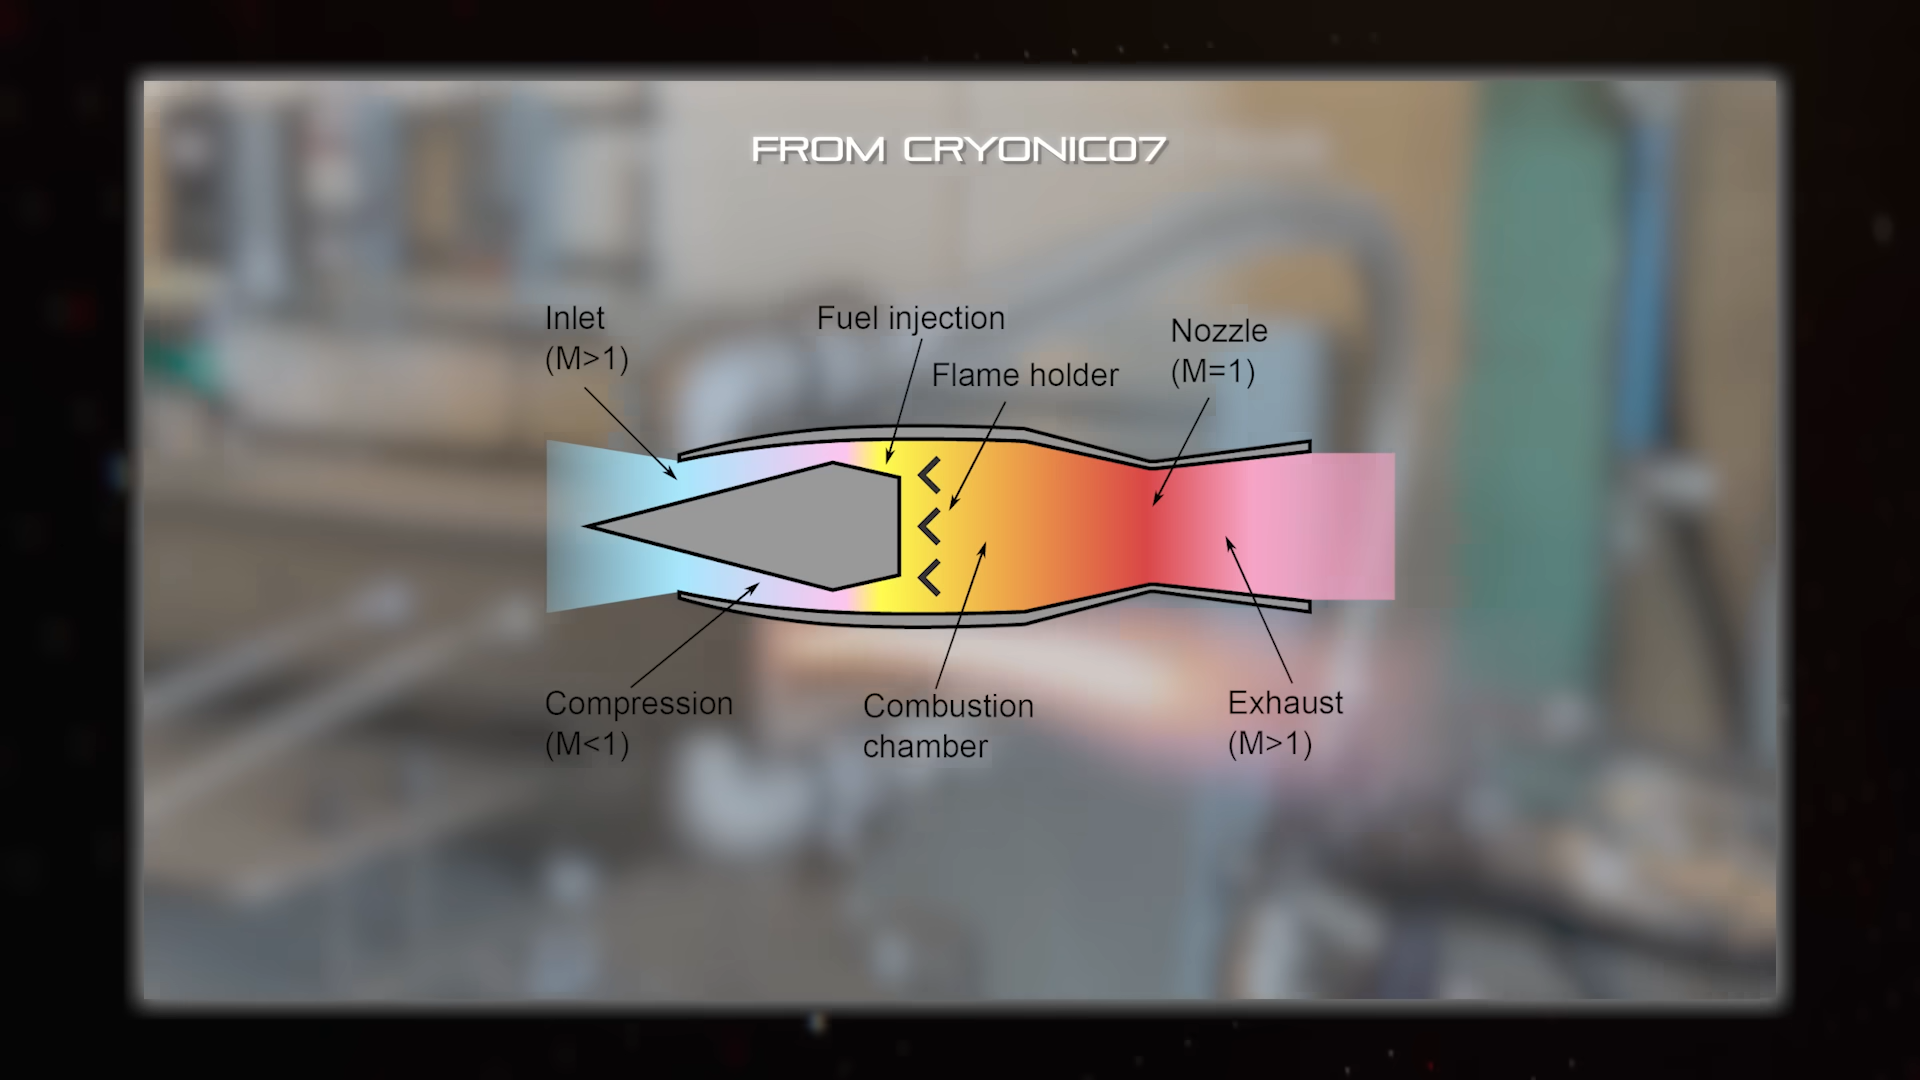 FROM CRYONIC07
Inlet
(M>1)
Fuel injection
Flame holder
Nozzle
(M=1)
Compression
(M<1)
Combustion
chamber
Exhaust
(M>1)